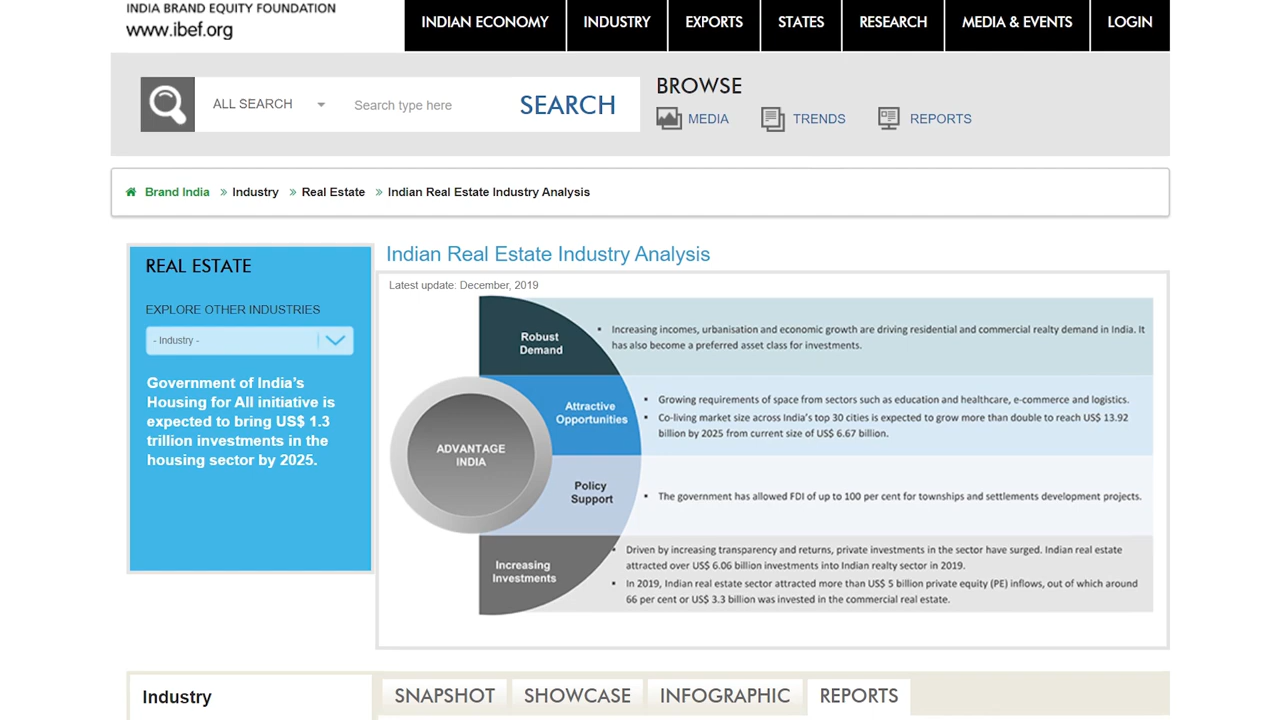 INDIA BRAND EQUITY FOUNDATION
www.ibef.org
INDIAN ECONOMY INDUSTRY EXPORTS STATES RESEARCH MEDIA & EVENTS LOGIN
ALL SEARCH Search type here SEARCH
BROWSE
MEDIA TRENDS REPORTS
Brand India » Industry » Real Estate » Indian Real Estate Industry Analysis
REAL ESTATE
EXPLORE OTHER INDUSTRIES
- Industry -
Government of India's
Housing for All initiative is
expected to bring US$ 1.3
trillion investments in the
housing sector by 2025.
Indian Real Estate Industry Analysis
Latest update: December, 2019
ADVANTAGE
INDIA
Robust
Demand
▪ Increasing incomes, urbanisation and economic growth are driving residential and commercial realty demand in India. It
has also become a preferred asset class for investments.
Attractive
Opportunities
▪ Growing requirements of space from sectors such as education and healthcare, e-commerce and logistics.
▪ Co-living market size across India's top 30 cities is expected to grow more than double to reach US$ 13.92
billion by 2025 from current size of US$ 6.67 billion.
Policy
Support
▪ The government has allowed FDI of up to 100 per cent for townships and settlements development projects.
Increasing
Investments
▪ Driven by increasing transparency and returns, private investments in the sector have surged. Indian real estate
attracted over US$ 6.06 billion investments into Indian realty sector in 2019.
▪ In 2019, Indian real estate sector attracted more than US$ 5 billion private equity (PE) inflows, out of which around
66 per cent or US$ 3.3 billion was invested in the commercial real estate.
Industry
SNAPSHOT SHOWCASE INFOGRAPHIC REPORTS